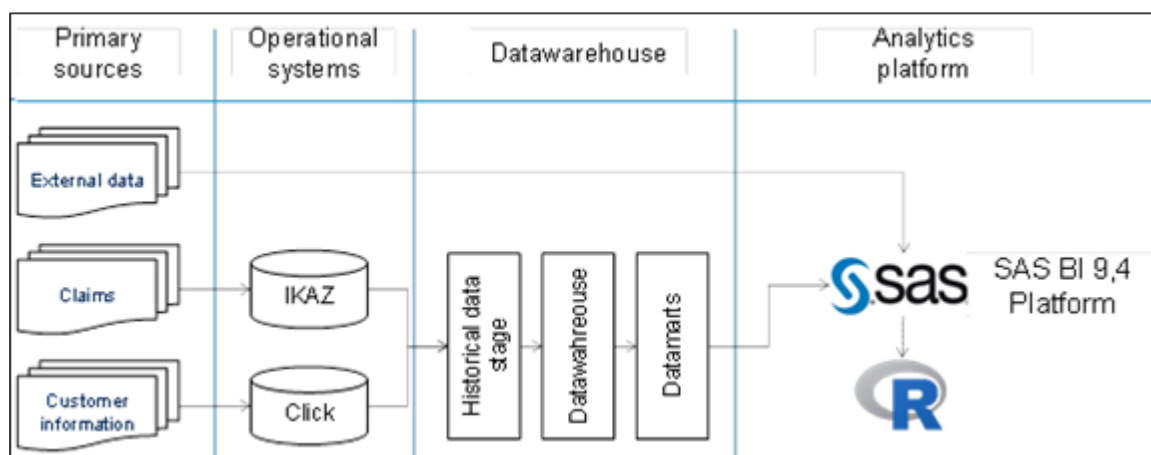 Primary
sources
Operational
systems
Datawarehouse
Analytics
platform
External data
Claims
Customer
information
IKAZ
Click
Historical data
stage
Datawahreouse
Datamarts
sas
SAS BI 9,4
Platform
R